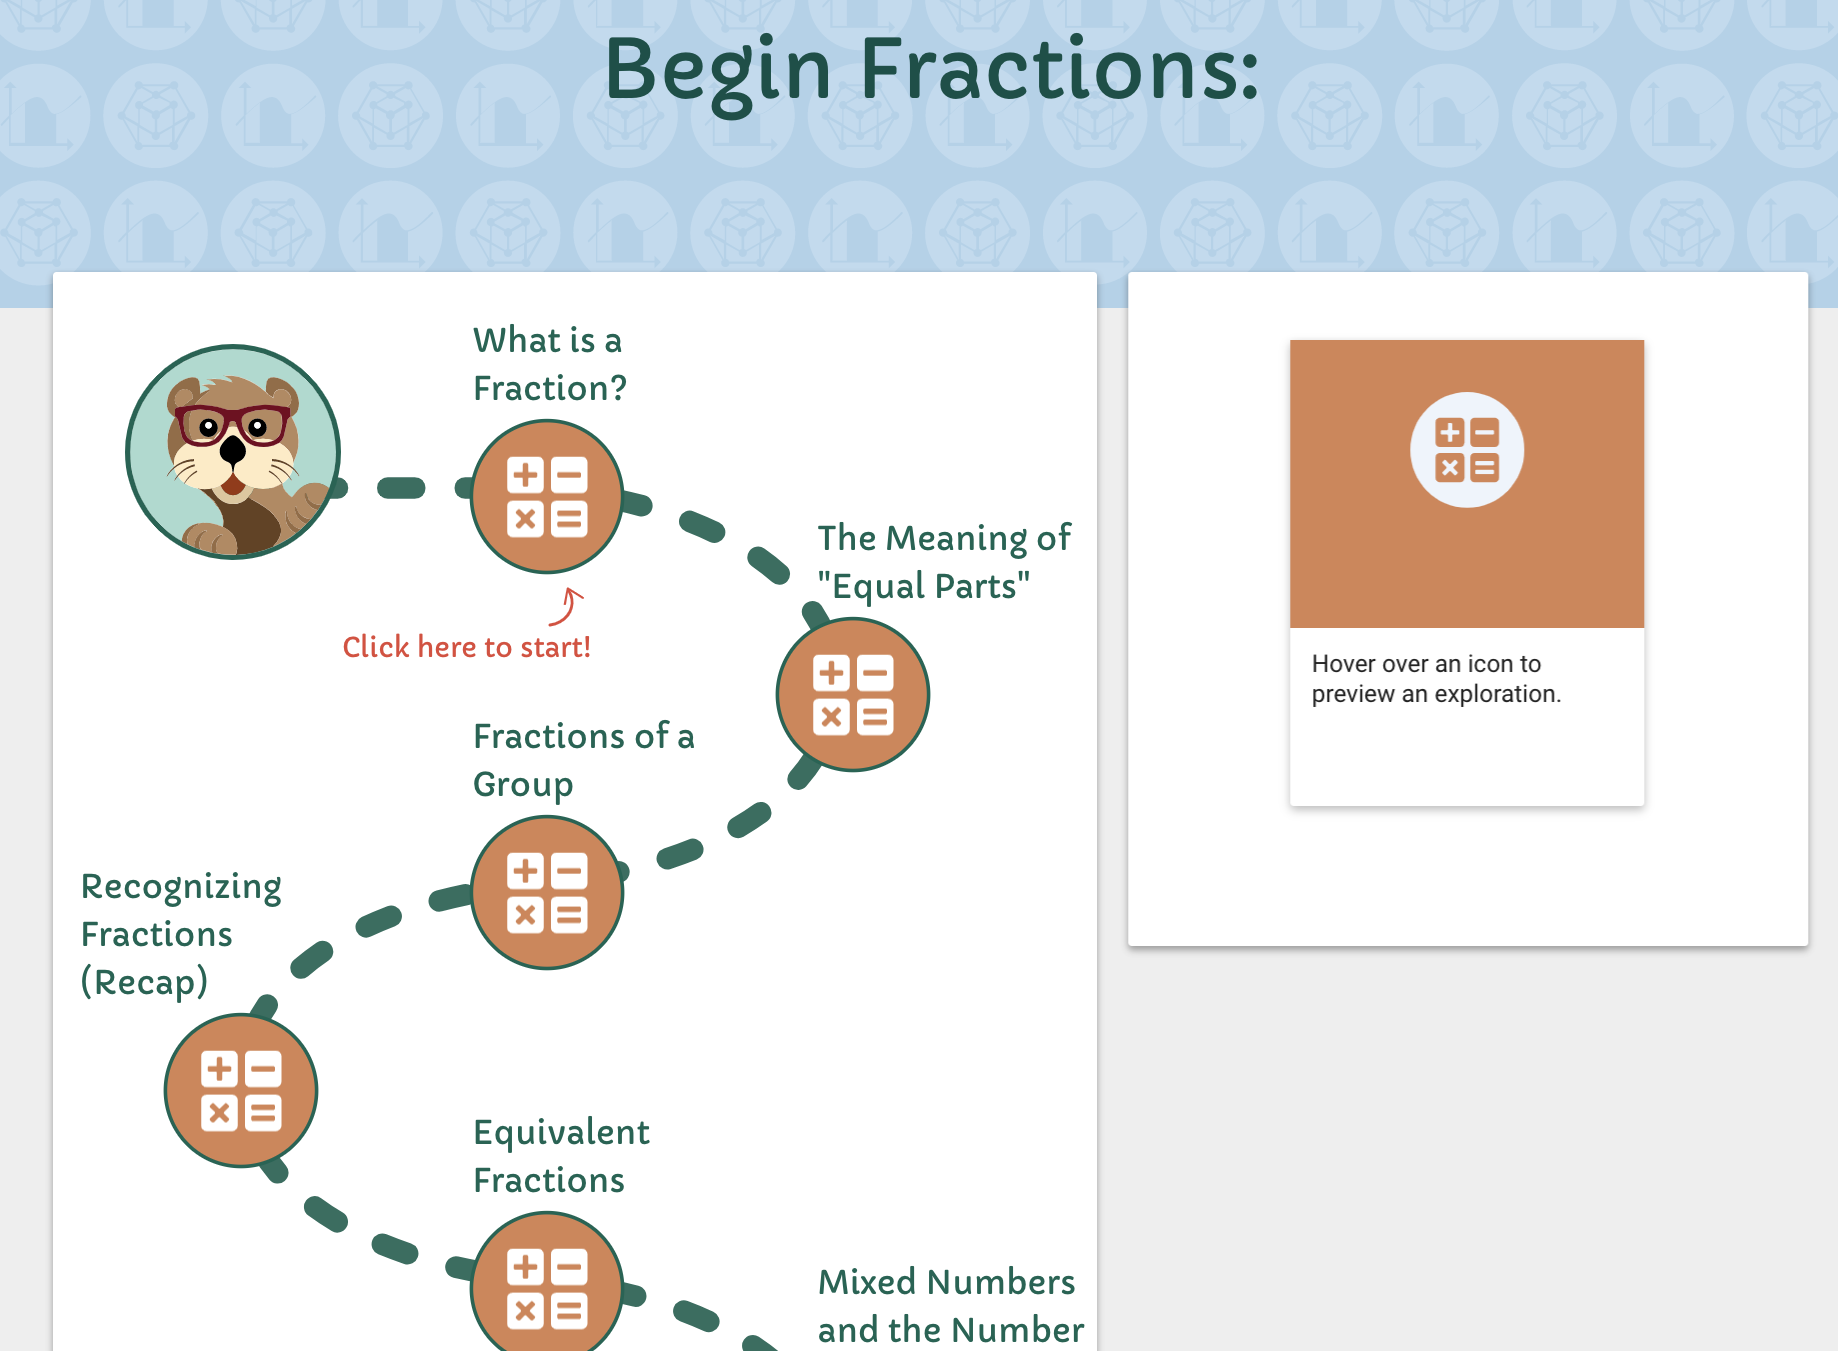 Begin Fractions:
What is a
Fraction?
Click here to start!
The Meaning of
"Equal Parts"
Fractions of a
Group
Recognizing
Fractions
(Recap)
Equivalent
Fractions
Mixed Numbers
and the Number
Hover over an icon to
preview an exploration.